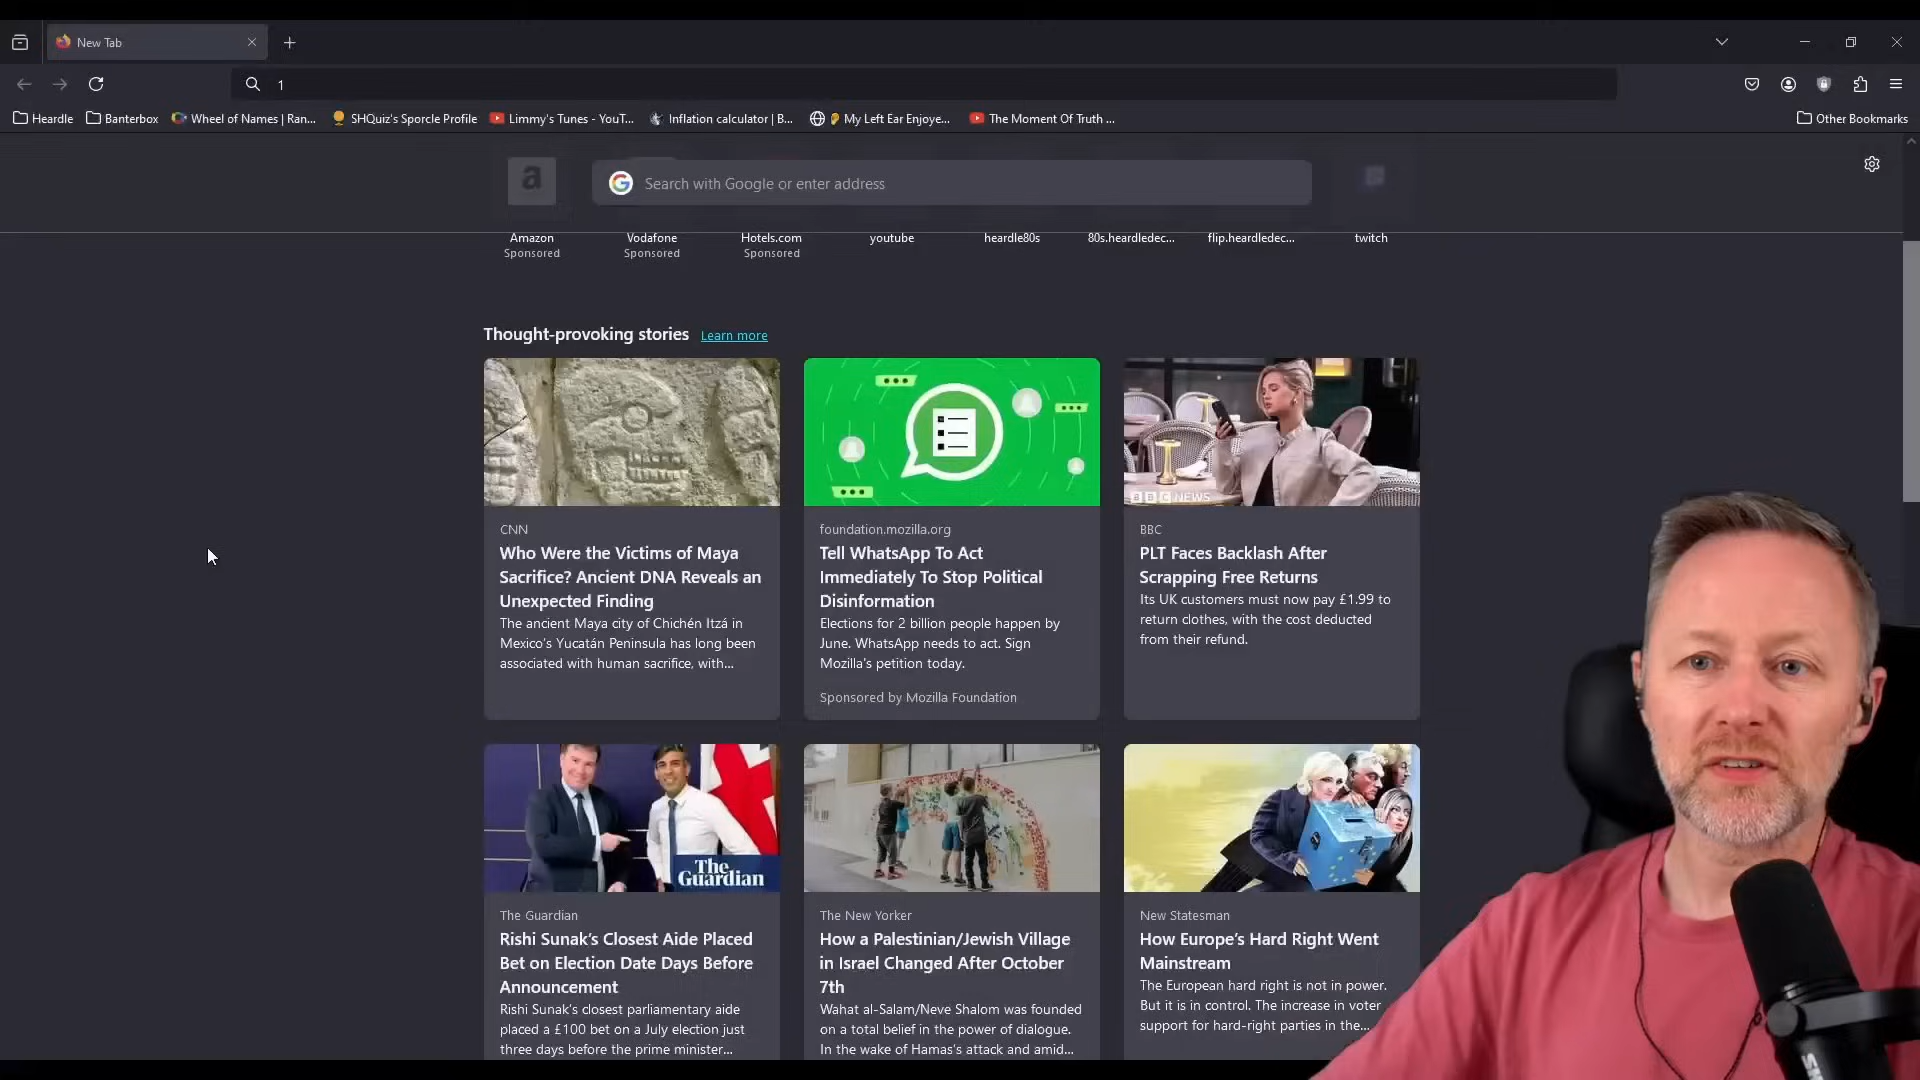 New Tab
1
Heardle
Banterbox
Wheel of Names | Ran...
SHQuiz's Sporcle Profile
Limmy's Tunes - YouT...
Inflation calculator | B...
My Left Ear Enjoye...
The Moment Of Truth ...
Other Bookmarks
Search with Google or enter address
Amazon
Sponsored
Vodafone
Sponsored
Hotels.com
Sponsored
youtube
heardle80s
80s.heardledec...
flip.heardledec...
twitch
Thought-provoking stories Learn more
CNN
Who Were the Victims of Maya
Sacrifice? Ancient DNA Reveals an
Unexpected Finding
The ancient Maya city of Chichén Itzá in
Mexico's Yucatán Peninsula has long been
associated with human sacrifice, with...
foundation.mozilla.org
Tell WhatsApp To Act
Immediately To Stop Political
Disinformation
Elections for 2 billion people happen by
June. WhatsApp needs to act. Sign
Mozilla's petition today.
Sponsored by Mozilla Foundation
BBC NEWS
BBC
PLT Faces Backlash After
Scrapping Free Returns
Its UK customers must now pay £1.99 to
return clothes, with the cost deducted
from their refund.
The
Guardian
The Guardian
Rishi Sunak's Closest Aide Placed
Bet on Election Date Days Before
Announcement
Rishi Sunak's closest parliamentary aide
placed a £100 bet on a July election just
three days before the prime minister...
The New Yorker
How a Palestinian/Jewish Village
in Israel Changed After October
7th
Wahat al-Salam/Neve Shalom was founded
on a total belief in the power of dialogue.
In the wake of Hamas's attack and amid...
New Statesman
How Europe's Hard Right Went
Mainstream
The European hard right is not in power.
But it is in control. The increase in voter
support for hard-right parties in the...